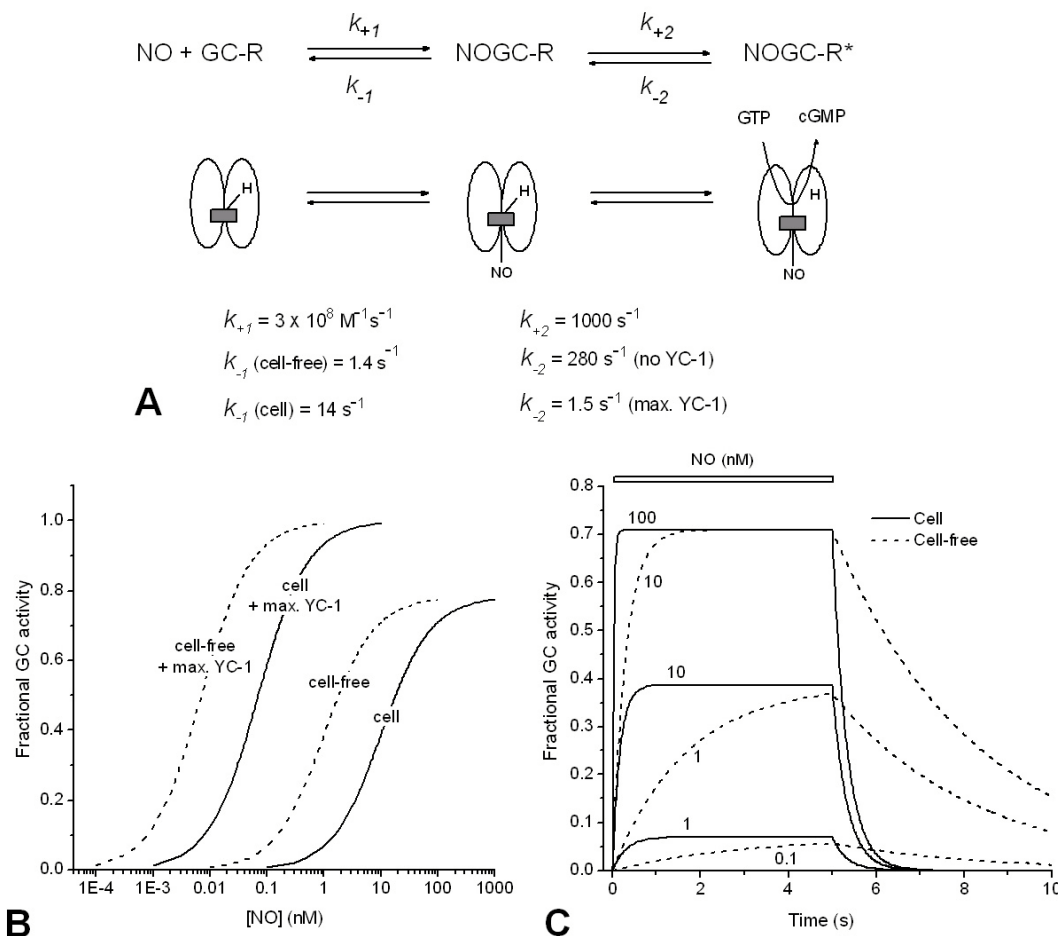 k₊₁ k₊₂
NO + GC-R NOGC-R NOGC-R*
k₋₁ k₋₂
GTP cGMP
H H H
NO NO
k₊₁ = 3 x 10⁸ M⁻¹s⁻¹ k₊₂ = 1000 s⁻¹
k₋₁ (cell-free) = 1.4 s⁻¹ k₋₂ = 280 s⁻¹ (no YC-1)
k₋₁ (cell) = 14 s⁻¹ k₋₂ = 1.5 s⁻¹ (max. YC-1)
A
Fractional GC activity
1.0
0.8
0.6
0.4
0.2
0.0
cell
+ max. YC-1
cell-free
+ max. YC-1
cell-free
cell
1E-4 1E-3 0.01 0.1 1 10 100 1000
[NO] (nM)
B
NO (nM)
Fractional GC activity
0.8
0.7
0.6
0.5
0.4
0.3
0.2
0.1
0.0
100
10
10
1
1
0.1
Cell
Cell-free
0 2 4 6 8 10
Time (s)
C